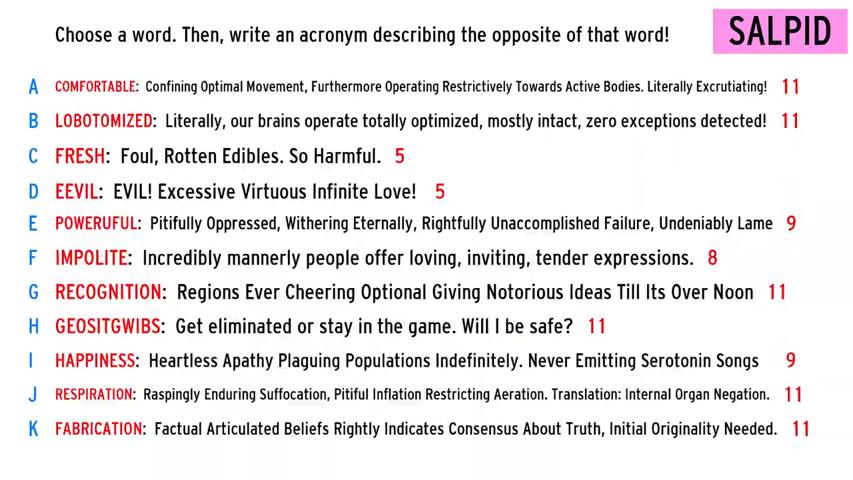 Choose a word. Then, write an acronym describing the opposite of that word!
SALPID
A COMFORTABLE: Confining Optimal Movement, Furthermore Operating Restrictively Towards Active Bodies. Literally Excrutiating! 11
B LOBOTOMIZED: Literally, our brains operate totally optimized, mostly intact, zero exceptions detected! 11
C FRESH: Foul, Rotten Edibles. So Harmful. 5
D EEVIL: EVIL! Excessive Virtuous Infinite Love! 5
E POWERUFUL: Pitifully Oppressed, Withering Eternally, Rightfully Unaccomplished Failure, Undeniably Lame 9
F IMPOLITE: Incredibly mannerly people offer loving, inviting, tender expressions. 8
G RECOGNITION: Regions Ever Cheering Optional Giving Notorious Ideas Till Its Over Noon 11
H GEOSITGWIBS: Get eliminated or stay in the game. Will I be safe? 11
I HAPPINESS: Heartless Apathy Plaguing Populations Indefinitely. Never Emitting Serotonin Songs 9
J RESPIRATION: Raspingly Enduring Suffocation, Pitiful Inflation Restricting Aeration. Translation: Internal Organ Negation. 11
K FABRICATION: Factual Articulated Beliefs Rightly Indicates Consensus About Truth, Initial Originality Needed. 11